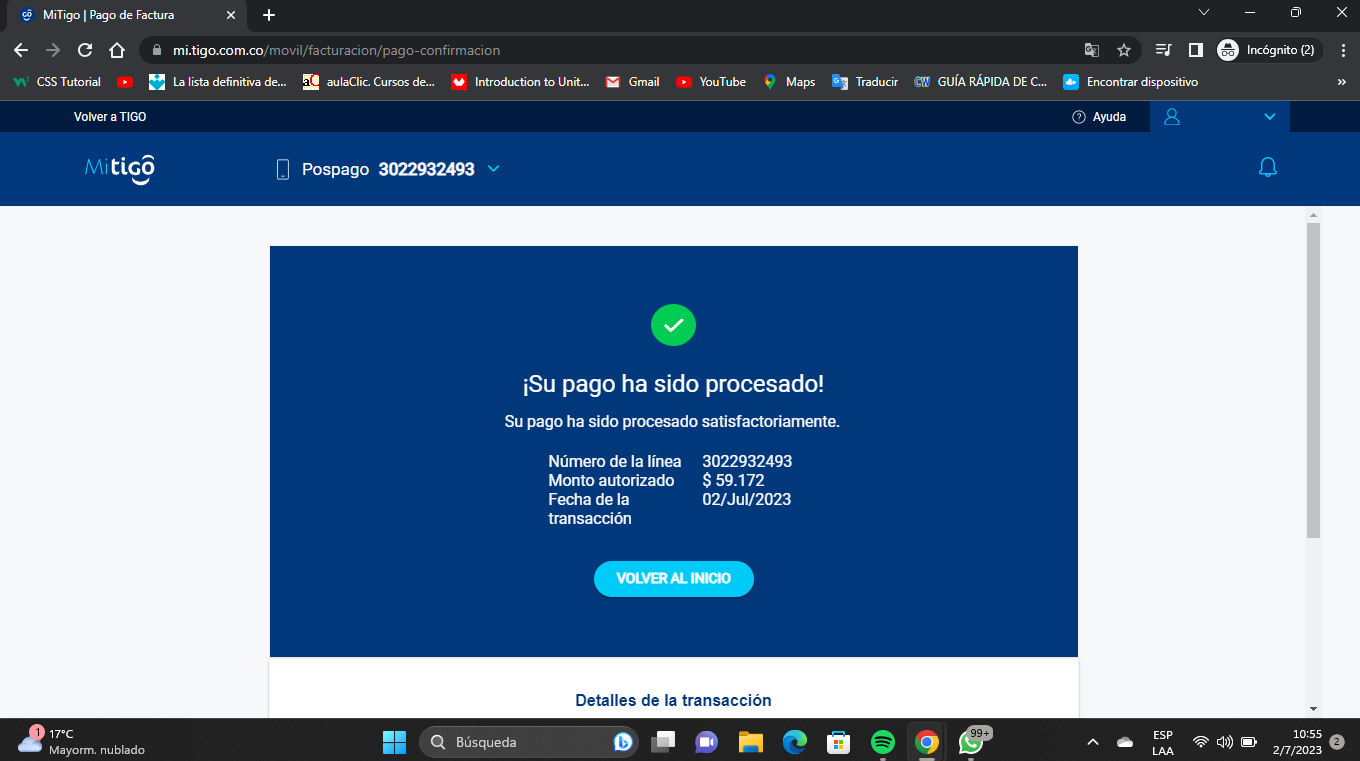 MiTigo | Pago de Factura
mi.tigo.com.co/movil/facturacion/pago-confirmacion
Incógnito (2)
CSS Tutorial
La lista definitiva de...
aulaClic. Cursos de...
Introduction to Unit...
Gmail
YouTube
Maps
Traducir
GUÍA RÁPIDA DE C...
Encontrar dispositivo
»
Volver a TIGO
Ayuda
Mitigo
Pospago 3022932493
¡Su pago ha sido procesado!
Su pago ha sido procesado satisfactoriamente.
Número de la línea 3022932493
Monto autorizado $ 59.172
Fecha de la 02/Jul/2023
transacción
VOLVER AL INICIO
Detalles de la transacción
1
17°C
Mayorm. nublado
Búsqueda
99+
ESP
LAA
10:55
2/7/2023
2